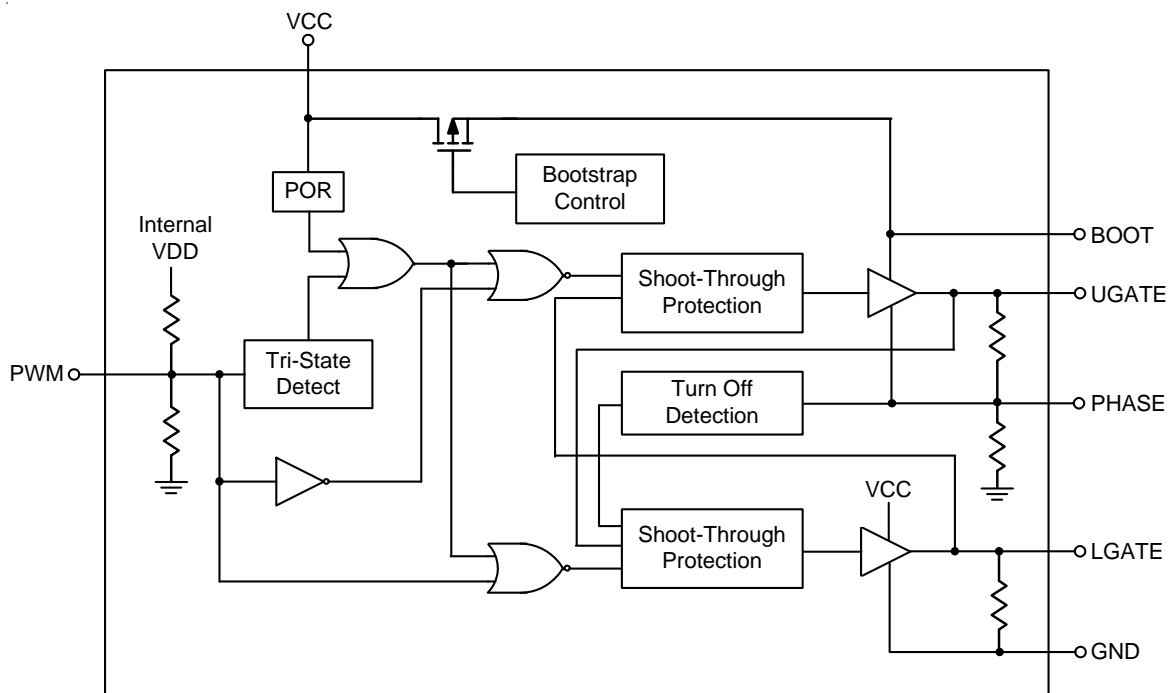 VCC
POR
Bootstrap
Control
Internal
VDD
BOOT
Shoot-Through
Protection
UGATE
PWM
Tri-State
Detect
Turn Off
Detection
PHASE
VCC
Shoot-Through
Protection
LGATE
GND